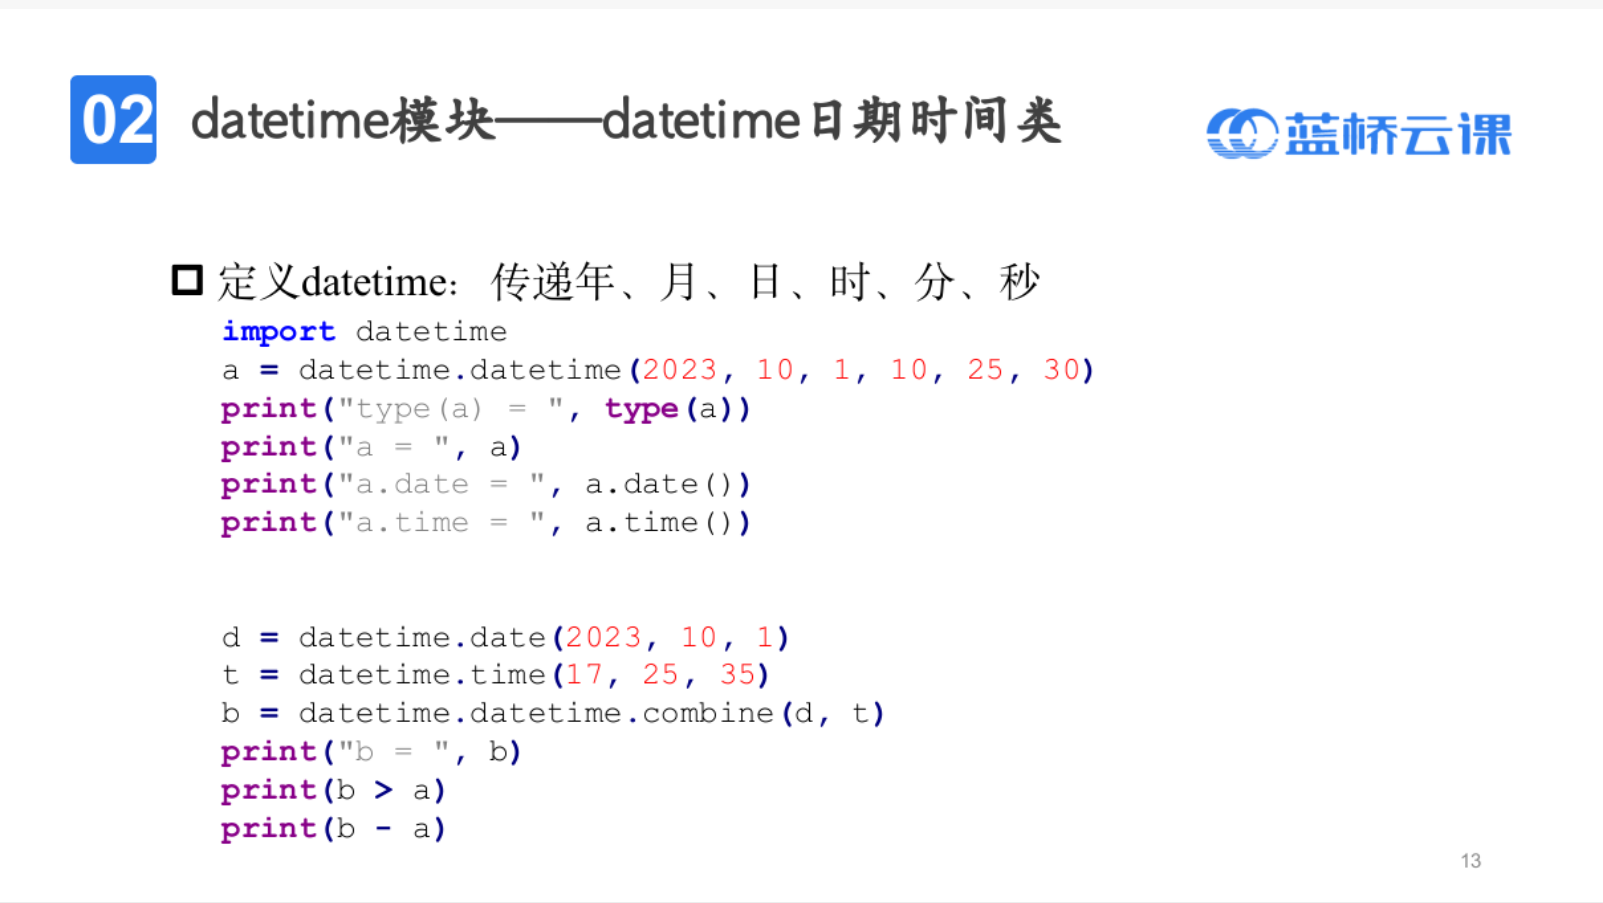 02
datetime模块——datetime日期时间类
蓝桥云课
定义datetime： 传递年、月、日、时、分、秒
import datetime
a = datetime.datetime(2023, 10, 1, 10, 25, 30)
print("type(a) = ", type(a))
print("a = ", a)
print("a.date = ", a.date())
print("a.time = ", a.time())
d = datetime.date(2023, 10, 1)
t = datetime.time(17, 25, 35)
b = datetime.datetime.combine(d, t)
print("b = ", b)
print(b > a)
print(b - a)
13